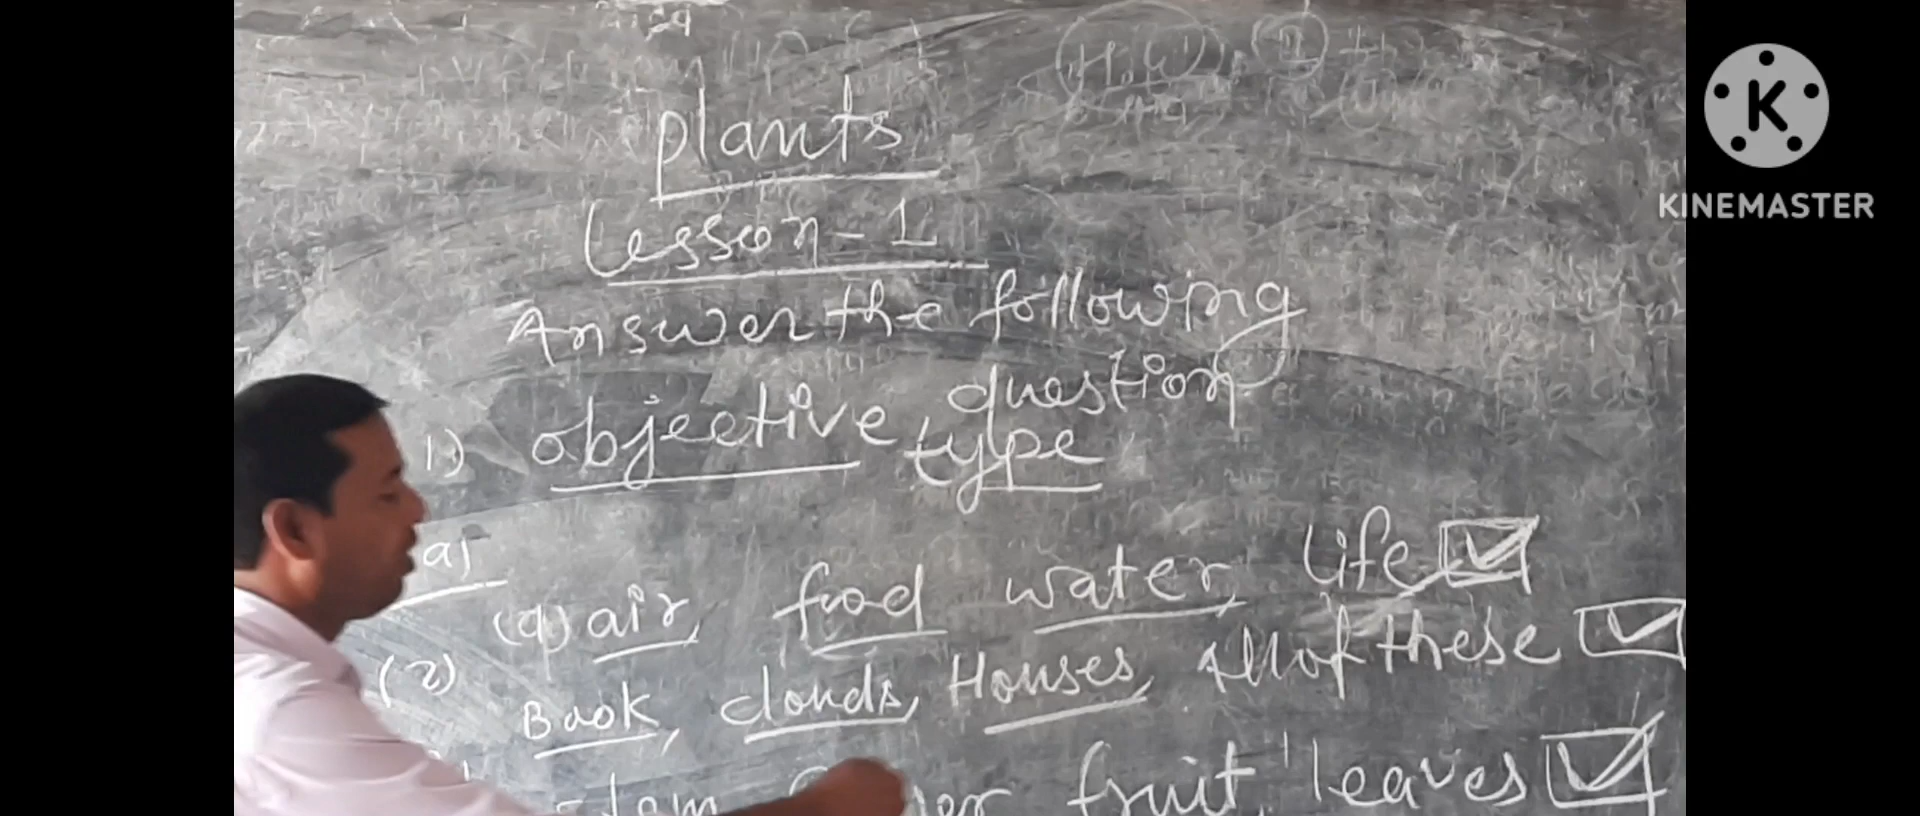 plants
Lesson-1
Answer the following
question
1) objective type
a)
(a) air, food water, life
(2) Book, clouds, Houses, All of these
fruit, leaves
K
KINEMASTER